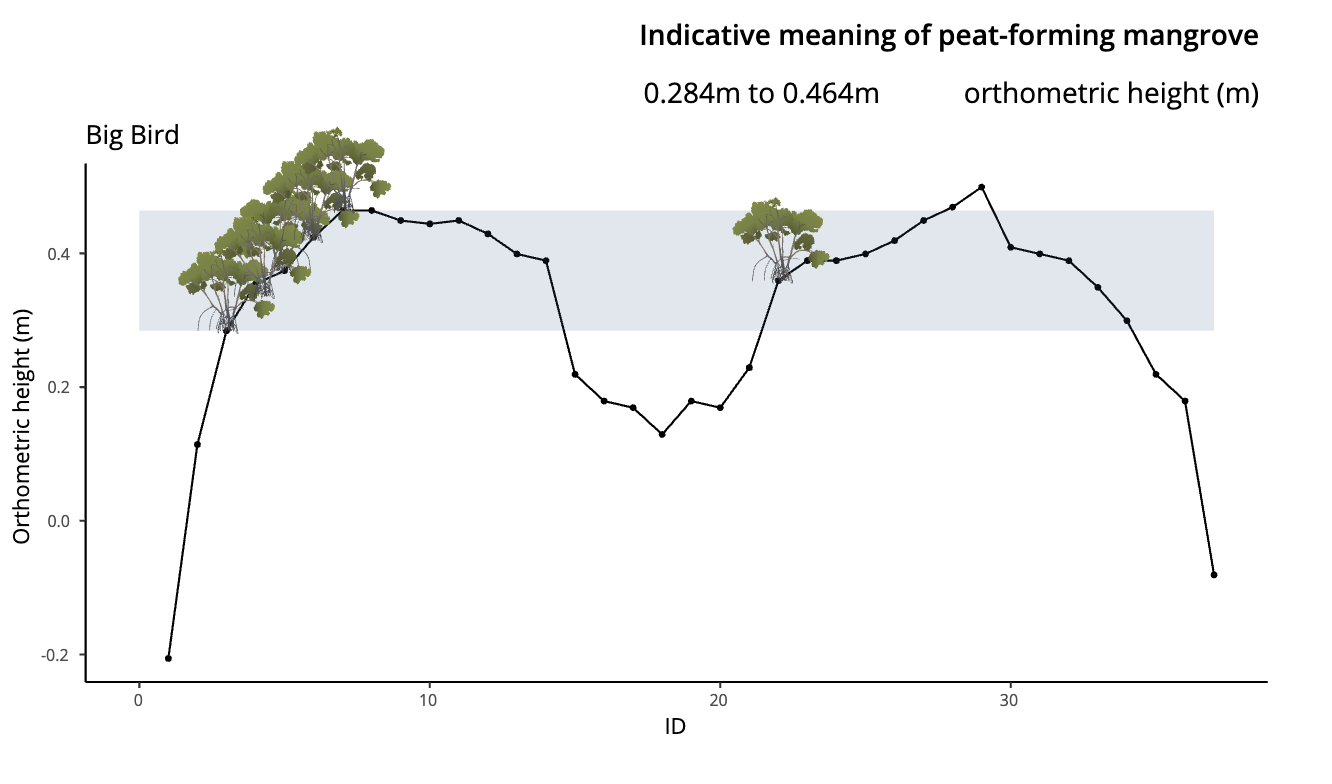 Indicative meaning of peat-forming mangrove
0.284m to 0.464m orthometric height (m)
Big Bird
Orthometric height (m)
0.4
0.2
0.0
-0.2
0 10 20 30
ID